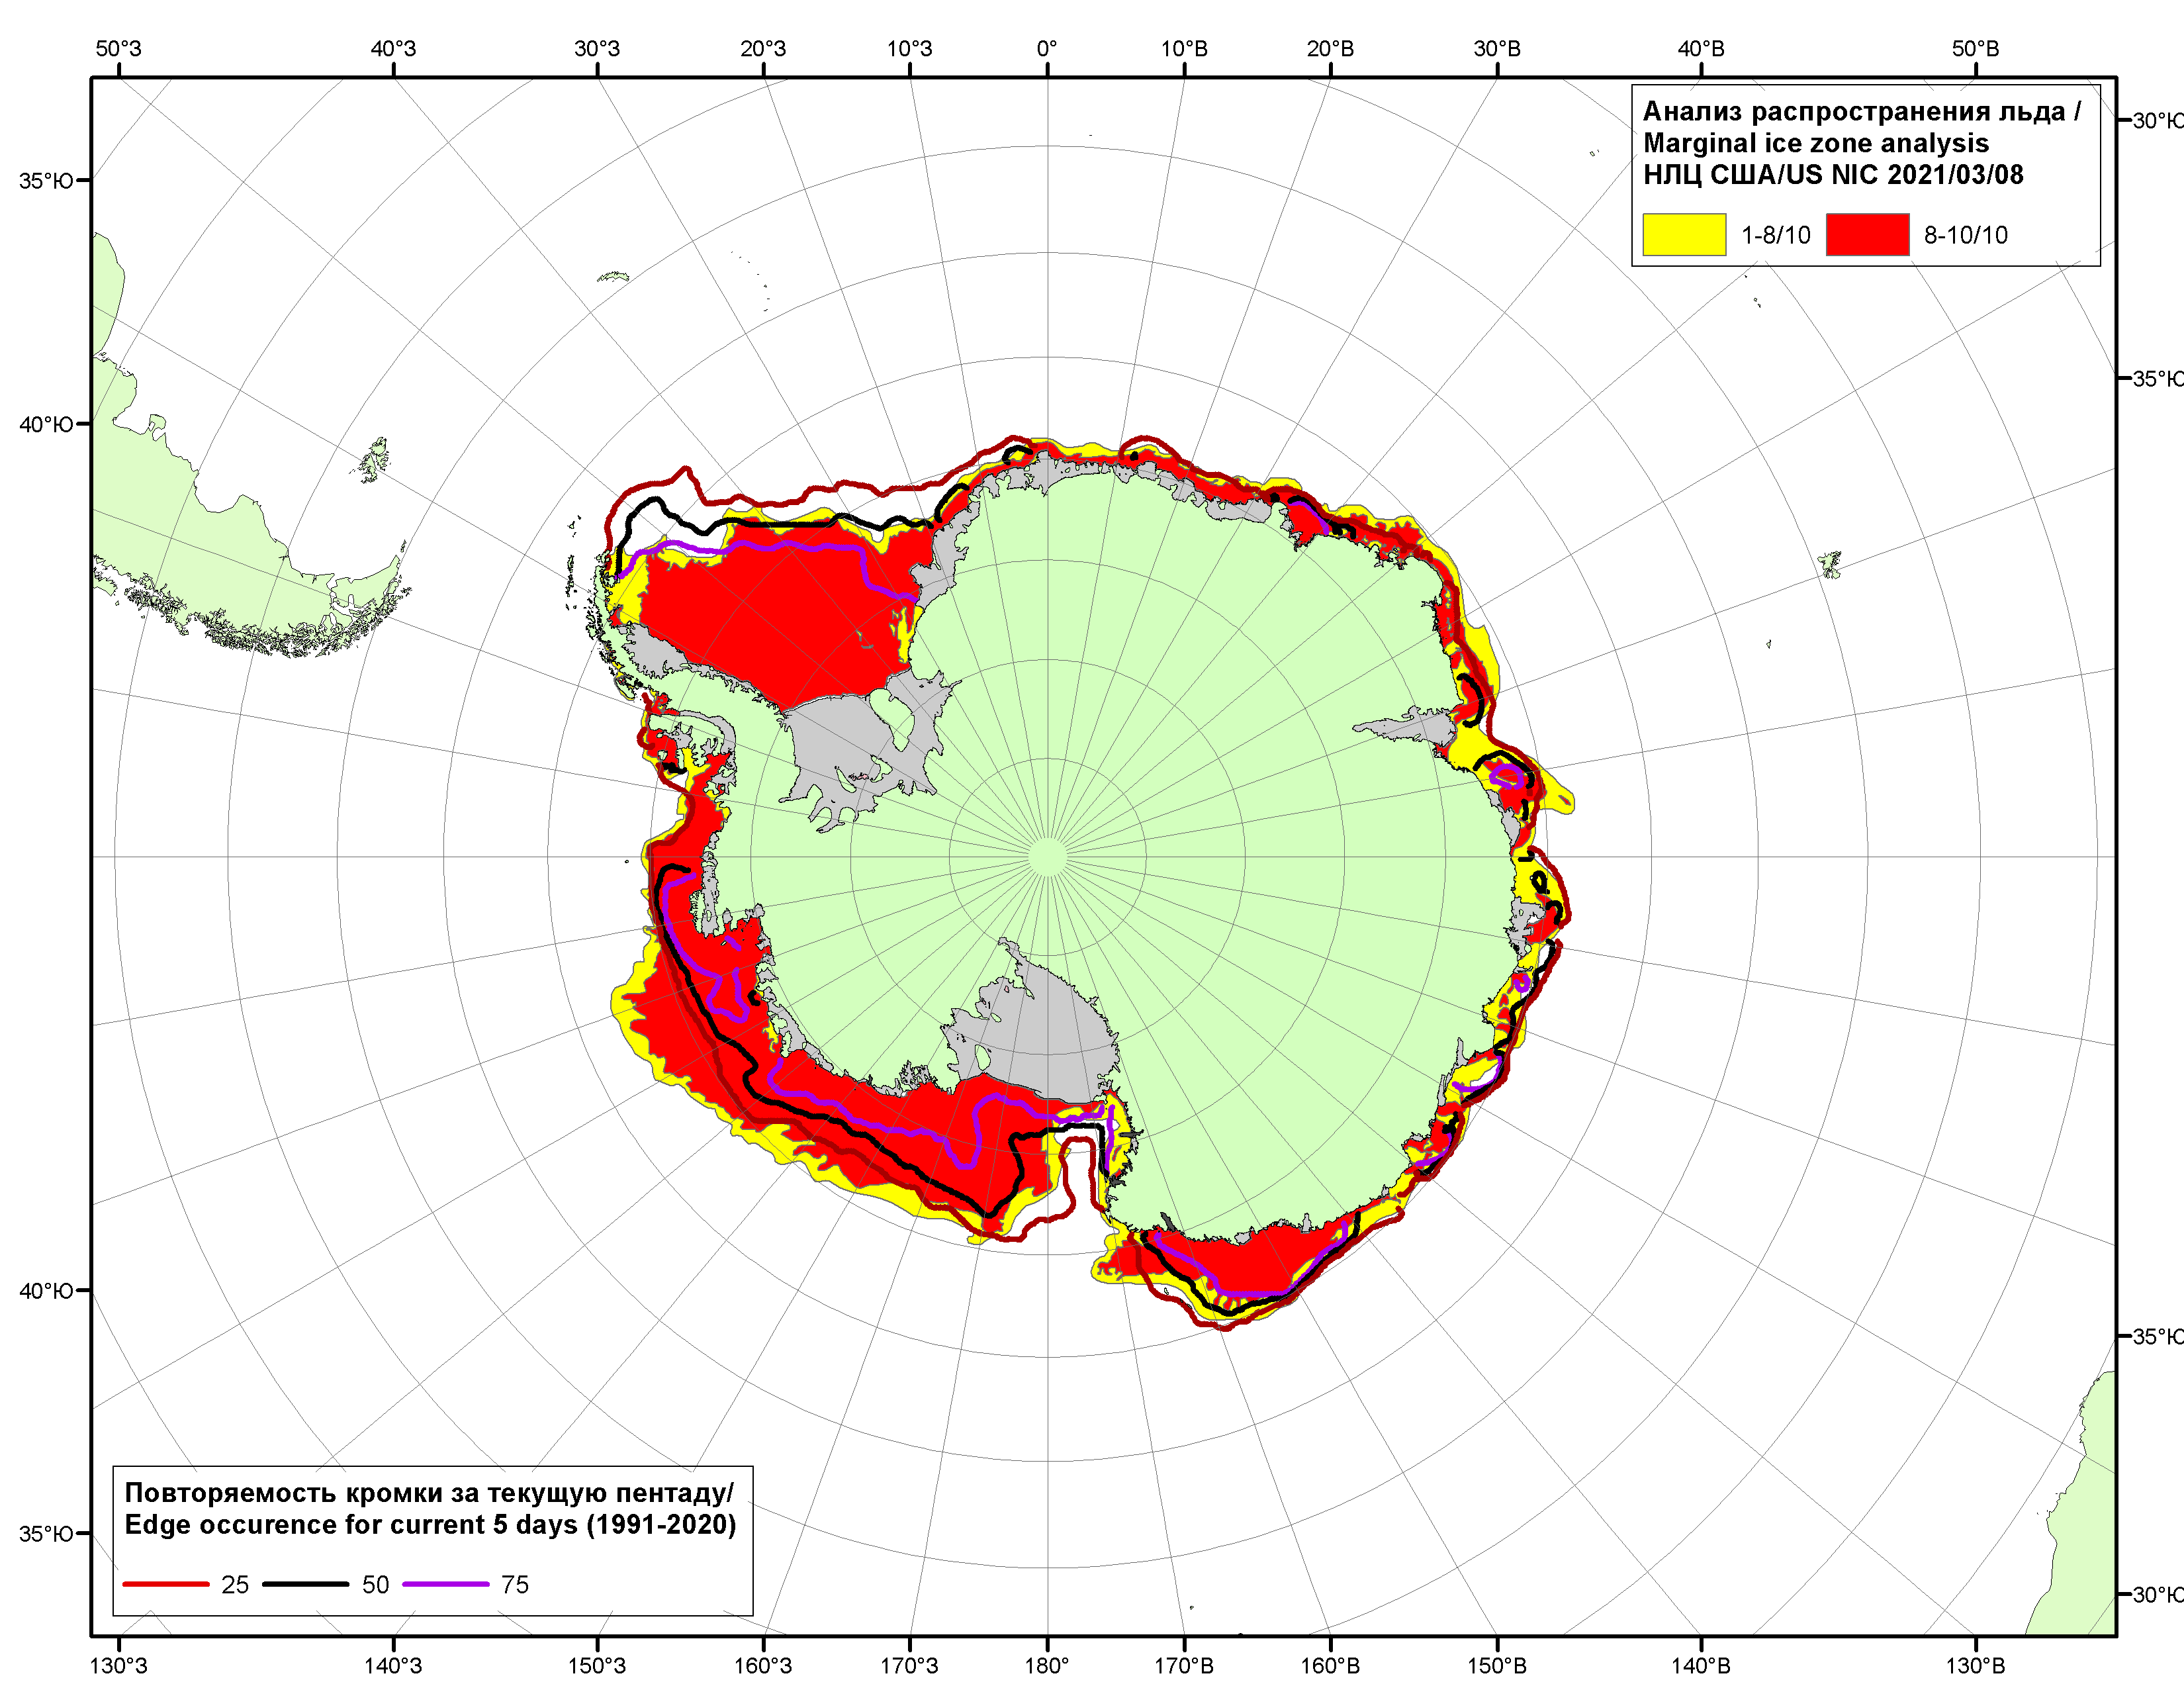 50°З 40°З 30°З 20°З 10°З 0° 10°В 20°В 30°В 40°В 50°В
Анализ распространения льда /
Marginal ice zone analysis
НЛЦ США/US NIC 2021/03/08
1-8/10 8-10/10
30°Ю
35°Ю
35°Ю
40°Ю
40°Ю
35°Ю
35°Ю
30°Ю
Повторяемость кромки за текущую пентаду/
Edge occurence for current 5 days (1991-2020)
25 50 75
130°З 140°З 150°З 160°З 170°З 180° 170°В 160°В 150°В 140°В 130°В